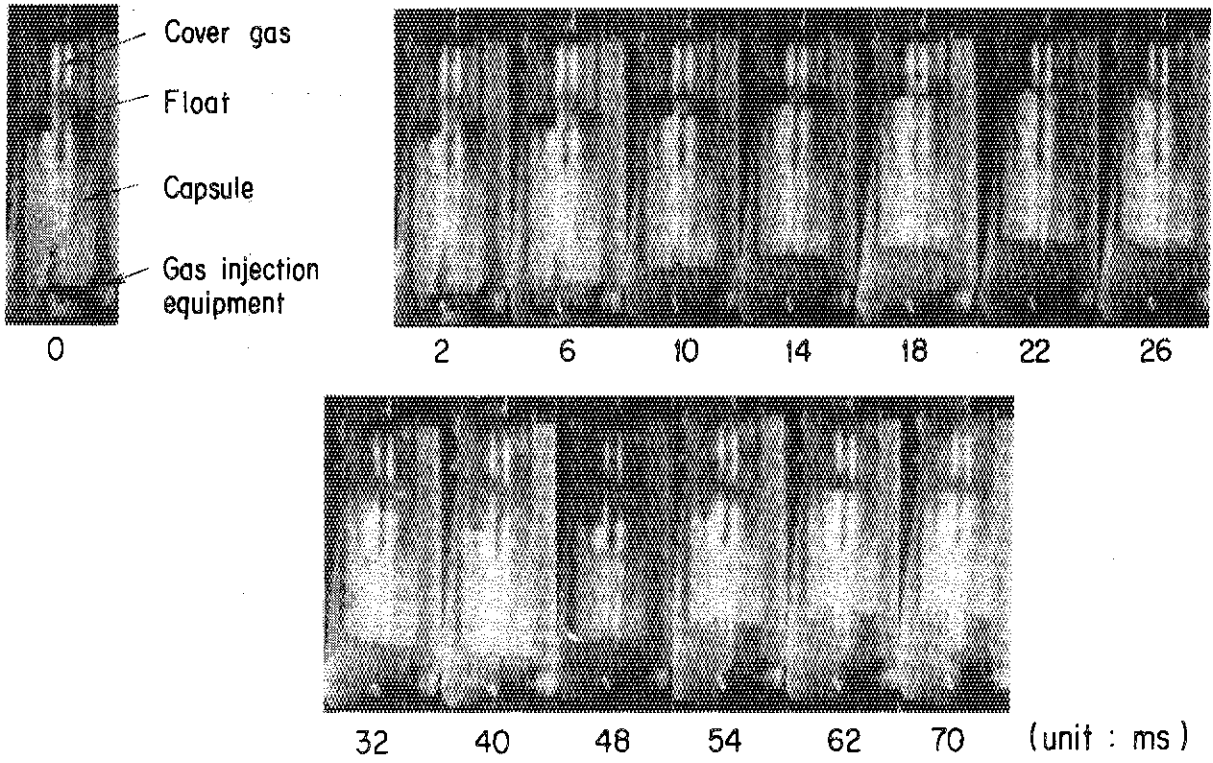 Cover gas
Float
Capsule
Gas injection
equipment
0
2 6 10 14 18 22 26
32 40 48 54 62 70 (unit : ms)